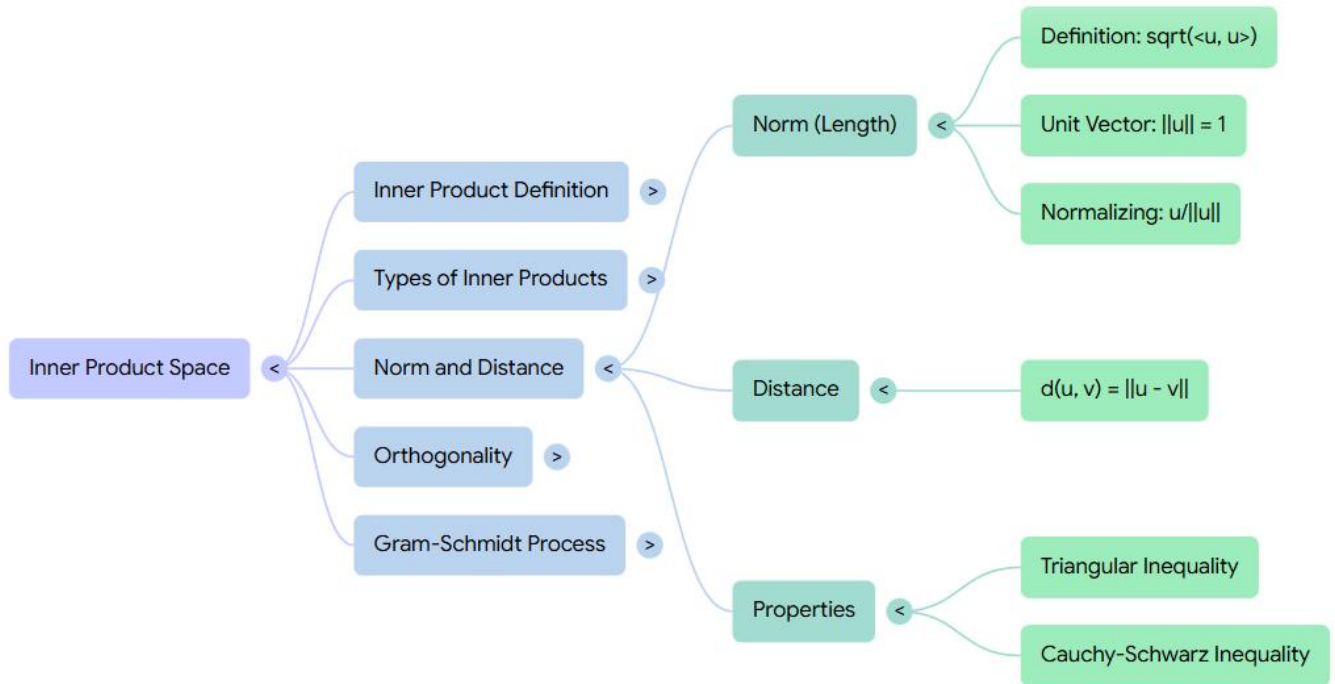 Inner Product Space
<
Inner Product Definition
>
Types of Inner Products
>
Norm and Distance
<
Orthogonality
>
Gram-Schmidt Process
>
Norm (Length)
<
Definition: sqrt(<u, u>)
Unit Vector: ||u|| = 1
Normalizing: u/||u||
Distance
<
d(u, v) = ||u - v||
Properties
<
Triangular Inequality
Cauchy-Schwarz Inequality